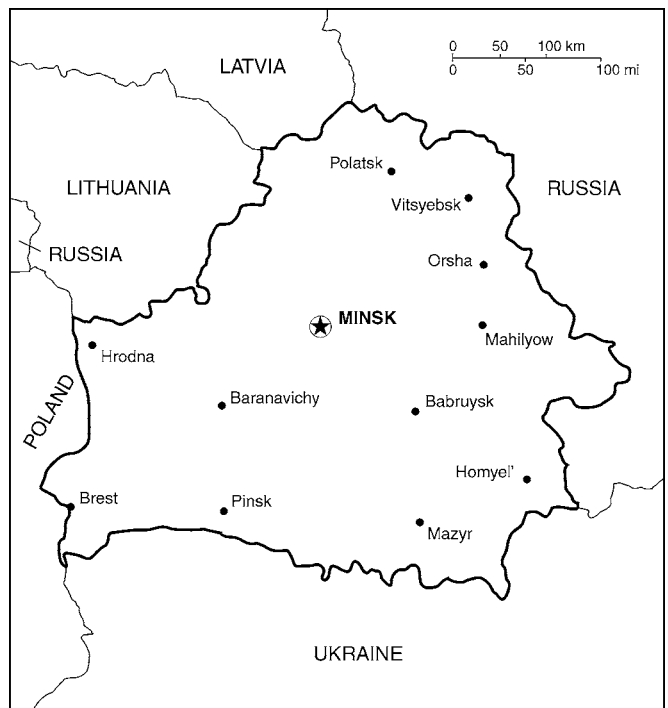 LATVIA
0 50 100 km
0 50 100 mi
Polatsk
LITHUANIA
RUSSIA
Vitsyebsk
RUSSIA
Orsha
MINSK
Mahilyow
Hrodna
POLAND
Baranavichy
Babruysk
Homyel'
Brest
Pinsk
Mazyr
UKRAINE